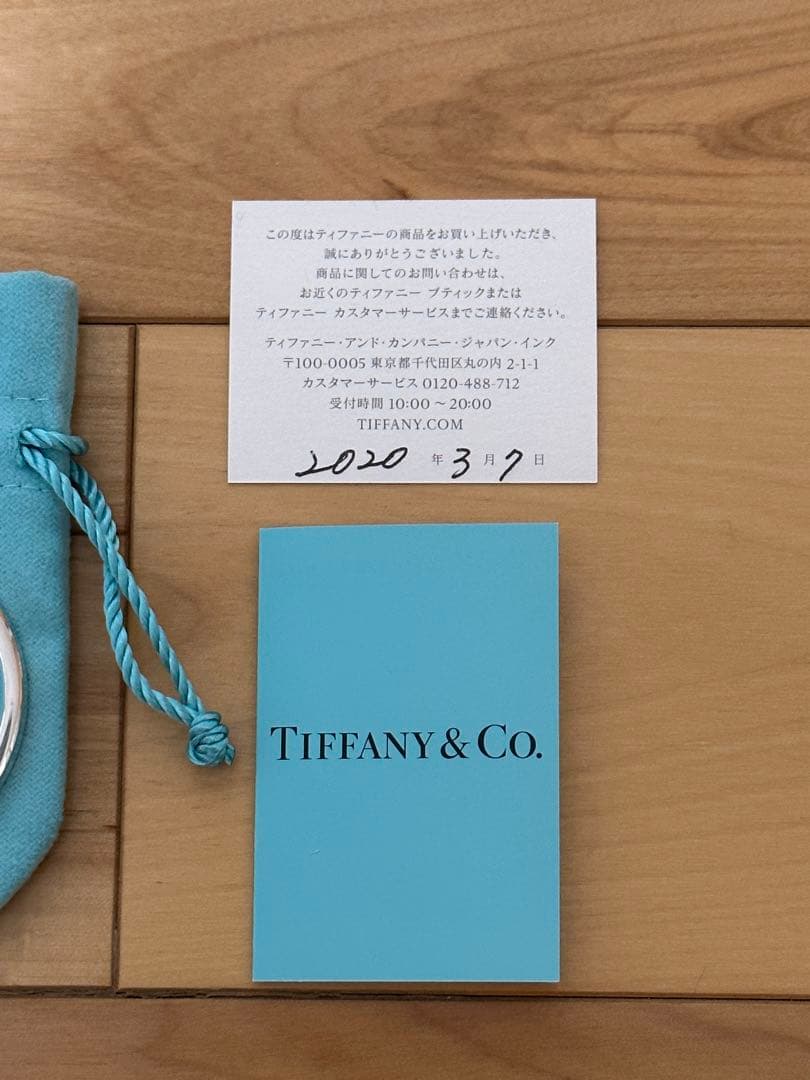 この度はティファニーの商品をお買い上げいただき、
誠にありがとうございました。
商品に関してのお問い合わせは、
お近くのティファニー ブティックまたは
ティファニー カスタマーサービスまでご連絡ください。
ティファニー・アンド・カンパニー・ジャパン・インク
〒100-0005 東京都千代田区丸の内 2-1-1
カスタマーサービス 0120-488-712
受付時間 10:00 〜 20:00
TIFFANY.COM
2020 年 3 月 7 日
TIFFANY & CO.